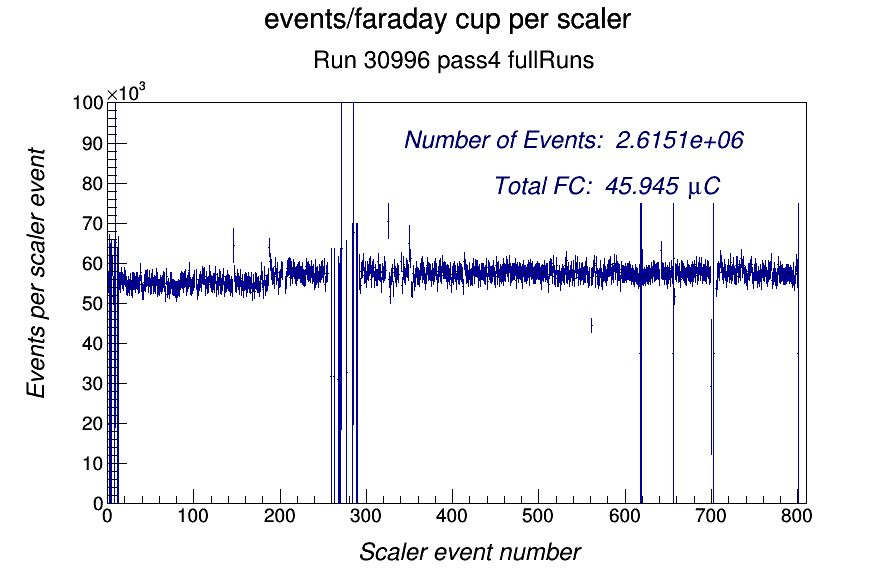 events/faraday cup per scaler
Run 30996 pass4 fullRuns
×10³
100
90
80
70
60
50
40
30
20
10
0
Number of Events: 2.6151e+06
Total FC: 45.945 μC
Events per scaler event
0 100 200 300 400 500 600 700 800
Scaler event number